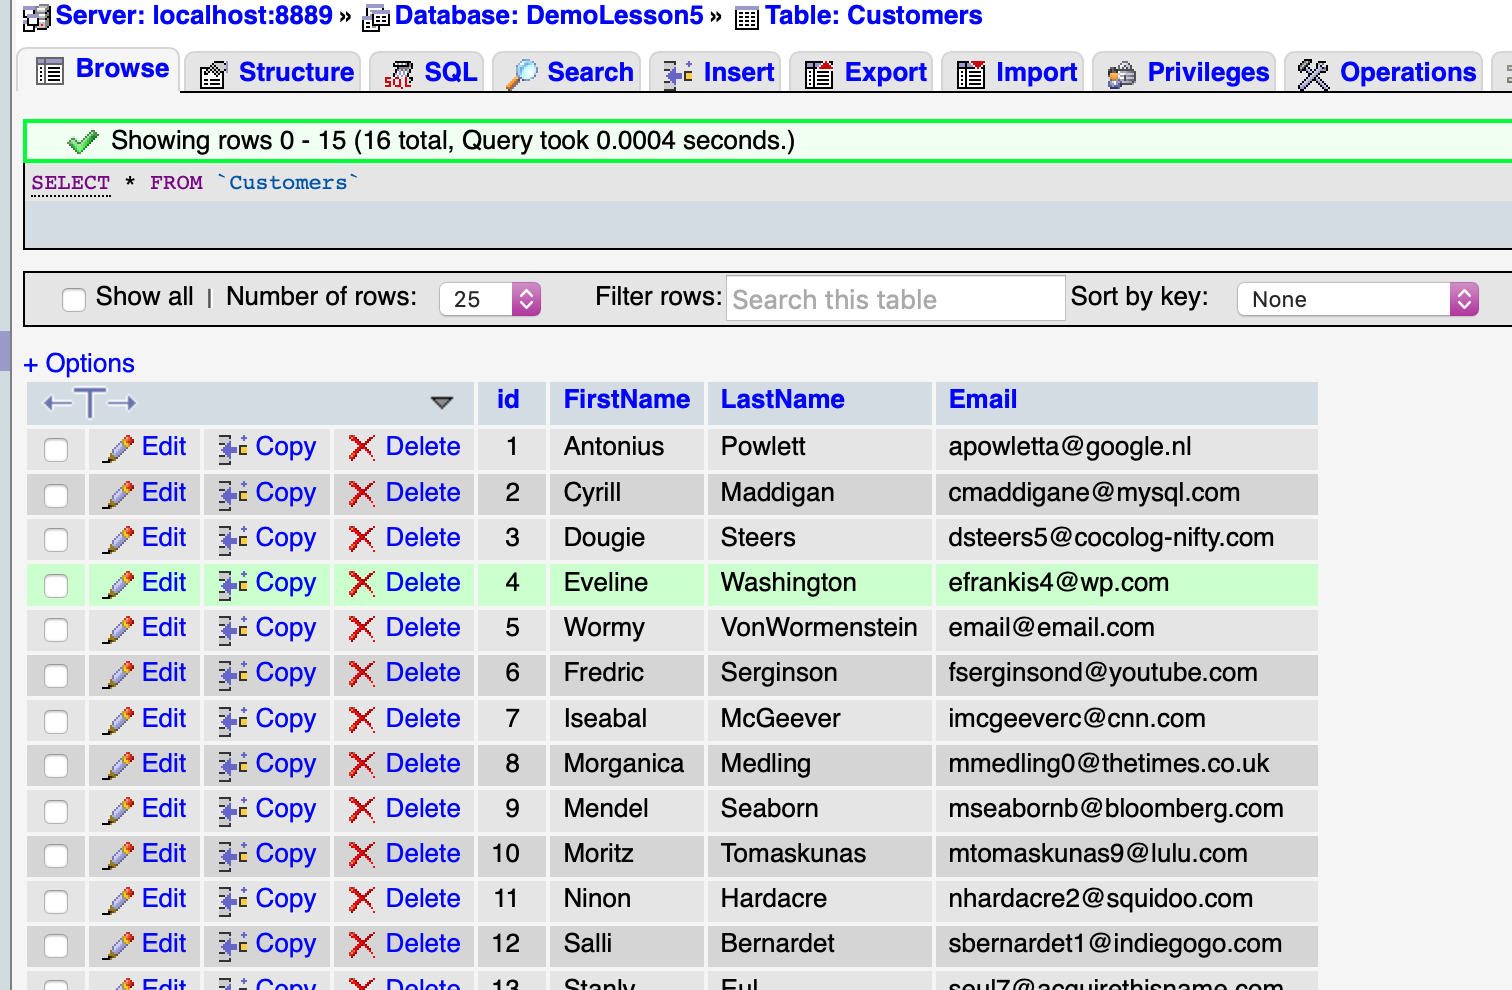 Server: localhost:8889 » Database: DemoLesson5 » Table: Customers
Browse Structure SQL Search Insert Export Import Privileges Operations
Showing rows 0 - 15 (16 total, Query took 0.0004 seconds.)
SELECT * FROM `Customers`
Show all | Number of rows: 25 Filter rows: Search this table Sort by key: None
+ Options
←T→ id FirstName LastName Email
Edit Copy Delete 1 Antonius Powlett apowletta@google.nl
Edit Copy Delete 2 Cyrill Maddigan cmaddigane@mysql.com
Edit Copy Delete 3 Dougie Steers dsteers5@cocolog-nifty.com
Edit Copy Delete 4 Eveline Washington efrankis4@wp.com
Edit Copy Delete 5 Wormy VonWormenstein email@email.com
Edit Copy Delete 6 Fredric Serginson fserginsond@youtube.com
Edit Copy Delete 7 Iseabal McGeever imcgeeverc@cnn.com
Edit Copy Delete 8 Morganica Medling mmedling0@thetimes.co.uk
Edit Copy Delete 9 Mendel Seaborn mseabornb@bloomberg.com
Edit Copy Delete 10 Moritz Tomaskunas mtomaskunas9@lulu.com
Edit Copy Delete 11 Ninon Hardacre nhardacre2@squidoo.com
Edit Copy Delete 12 Salli Bernardet sbernardet1@indiegogo.com
Edit Copy Delete 13 Stanly Eul seul7@acquirethisname.com